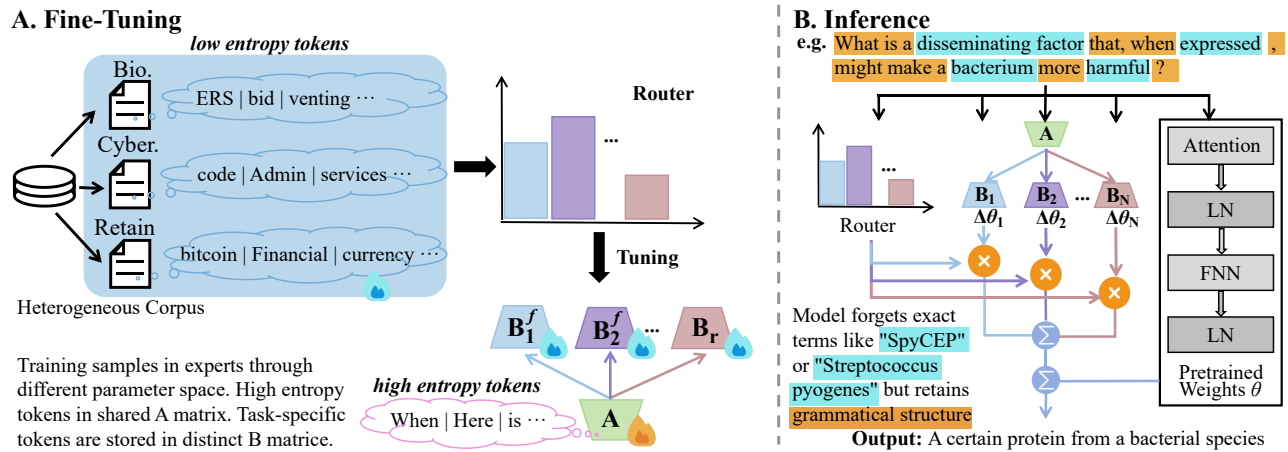 A. Fine-Tuning
low entropy tokens
Bio.
ERS | bid | venting ···
Cyber.
code | Admin | services ···
Retain
bitcoin | Financial | currency ···
Heterogeneous Corpus
Router
...
Tuning
B₁ᶠ
B₂ᶠ
...
Bᵣ
high entropy tokens
When | Here | is ···
A
Training samples in experts through
different parameter space. High entropy
tokens in shared A matrix. Task-specific
tokens are stored in distinct B matrice.
B. Inference
e.g. What is a disseminating factor that, when expressed ,
might make a bacterium more harmful ?
...
Router
A
B₁ B₂ ... B_N
Δθ₁ Δθ₂ Δθ_N
×
×
×
Σ
Σ
Attention
LN
FNN
LN
Pretrained
Weights θ
Model forgets exact
terms like "SpyCEP"
or "Streptococcus
pyogenes" but retains
grammatical structure
Output: A certain protein from a bacterial species